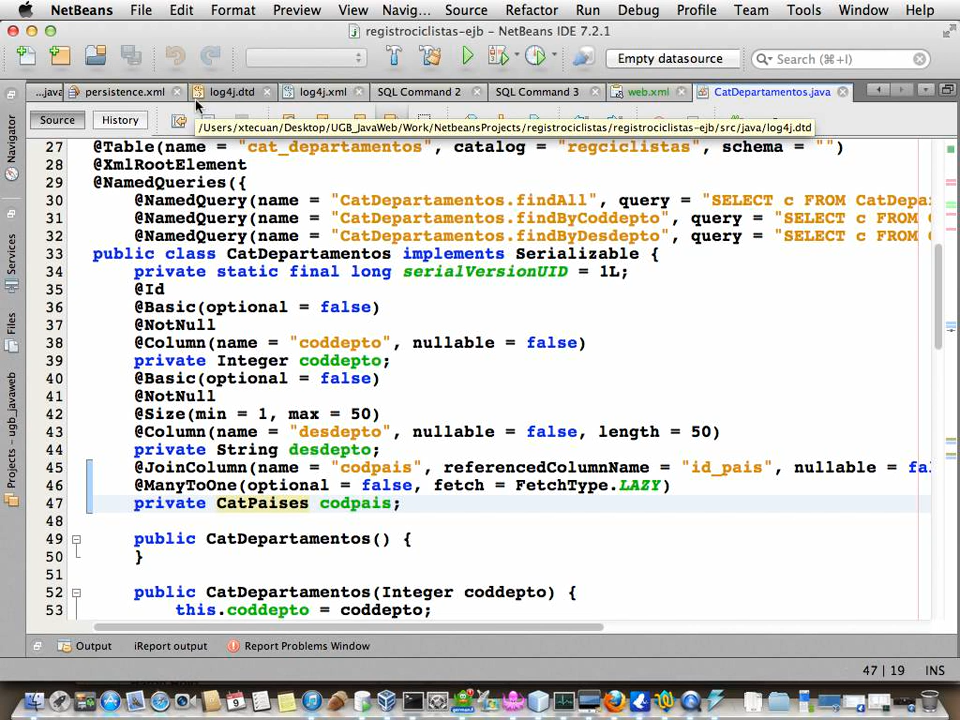 NetBeans File Edit Format Preview View Navig... Source Refactor Run Debug Profile Team Tools Window Help
registrociclistas-ejb – NetBeans IDE 7.2.1
Empty datasource
Search (⌘+I)
...java persistence.xml log4j.dtd log4j.xml SQL Command 2 SQL Command 3 web.xml CatDepartamentos.java
Source History
/Users/xtecuan/Desktop/UGB_JavaWeb/Work/NetbeansProjects/registrociclistas/registrociclistas-ejb/src/java/log4j.dtd
Navigator
Services
Files
Projects - ugb_javaweb
27 @Table(name = "cat_departamentos", catalog = "regciclistas", schema = "")
28 @XmlRootElement
29 @NamedQueries({
30 @NamedQuery(name = "CatDepartamentos.findAll", query = "SELECT c FROM CatDepa
31 @NamedQuery(name = "CatDepartamentos.findByCoddepto", query = "SELECT c FROM
32 @NamedQuery(name = "CatDepartamentos.findByDesdepto", query = "SELECT c FROM
33 public class CatDepartamentos implements Serializable {
34 private static final long serialVersionUID = 1L;
35 @Id
36 @Basic(optional = false)
37 @NotNull
38 @Column(name = "coddepto", nullable = false)
39 private Integer coddepto;
40 @Basic(optional = false)
41 @NotNull
42 @Size(min = 1, max = 50)
43 @Column(name = "desdepto", nullable = false, length = 50)
44 private String desdepto;
45 @JoinColumn(name = "codpais", referencedColumnName = "id_pais", nullable = fal
46 @ManyToOne(optional = false, fetch = FetchType.LAZY)
47 private CatPaises codpais;
48
49 public CatDepartamentos() {
50 }
51
52 public CatDepartamentos(Integer coddepto) {
53 this.coddepto = coddepto;
Output iReport output Report Problems Window
47 | 19 INS